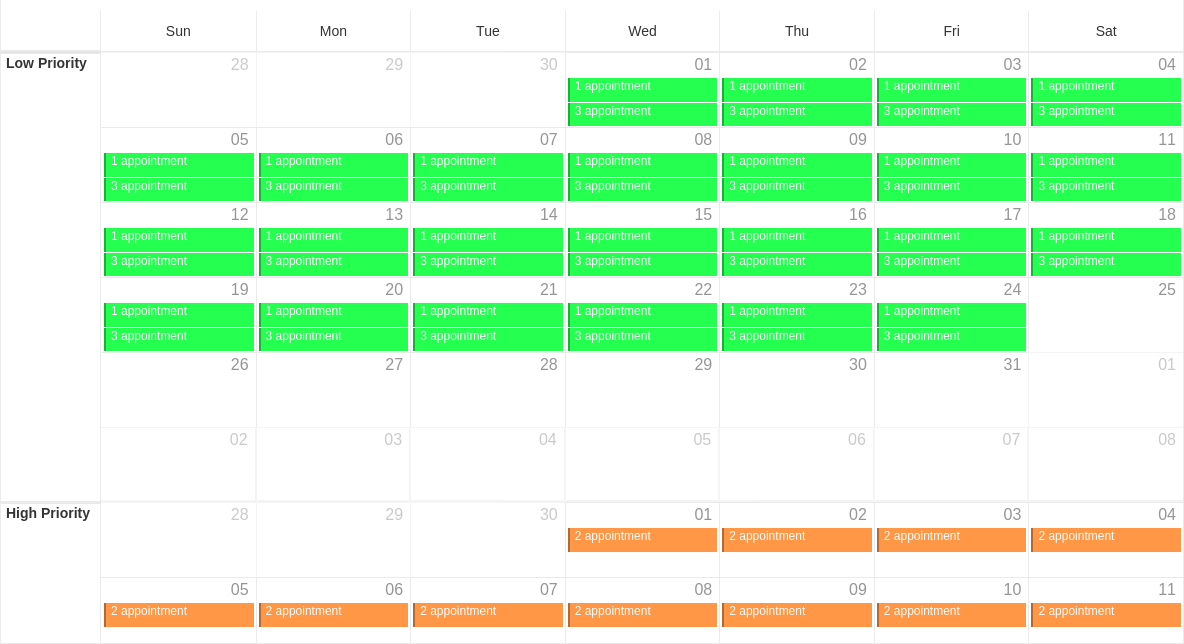 Sun Mon Tue Wed Thu Fri Sat
Low Priority 28 29 30 01 02 03 04
1 appointment 1 appointment 1 appointment 1 appointment
3 appointment 3 appointment 3 appointment 3 appointment
05 06 07 08 09 10 11
1 appointment 1 appointment 1 appointment 1 appointment 1 appointment 1 appointment 1 appointment
3 appointment 3 appointment 3 appointment 3 appointment 3 appointment 3 appointment 3 appointment
12 13 14 15 16 17 18
1 appointment 1 appointment 1 appointment 1 appointment 1 appointment 1 appointment 1 appointment
3 appointment 3 appointment 3 appointment 3 appointment 3 appointment 3 appointment 3 appointment
19 20 21 22 23 24 25
1 appointment 1 appointment 1 appointment 1 appointment 1 appointment 1 appointment
3 appointment 3 appointment 3 appointment 3 appointment 3 appointment 3 appointment
26 27 28 29 30 31 01
02 03 04 05 06 07 08
High Priority 28 29 30 01 02 03 04
2 appointment 2 appointment 2 appointment 2 appointment
05 06 07 08 09 10 11
2 appointment 2 appointment 2 appointment 2 appointment 2 appointment 2 appointment 2 appointment